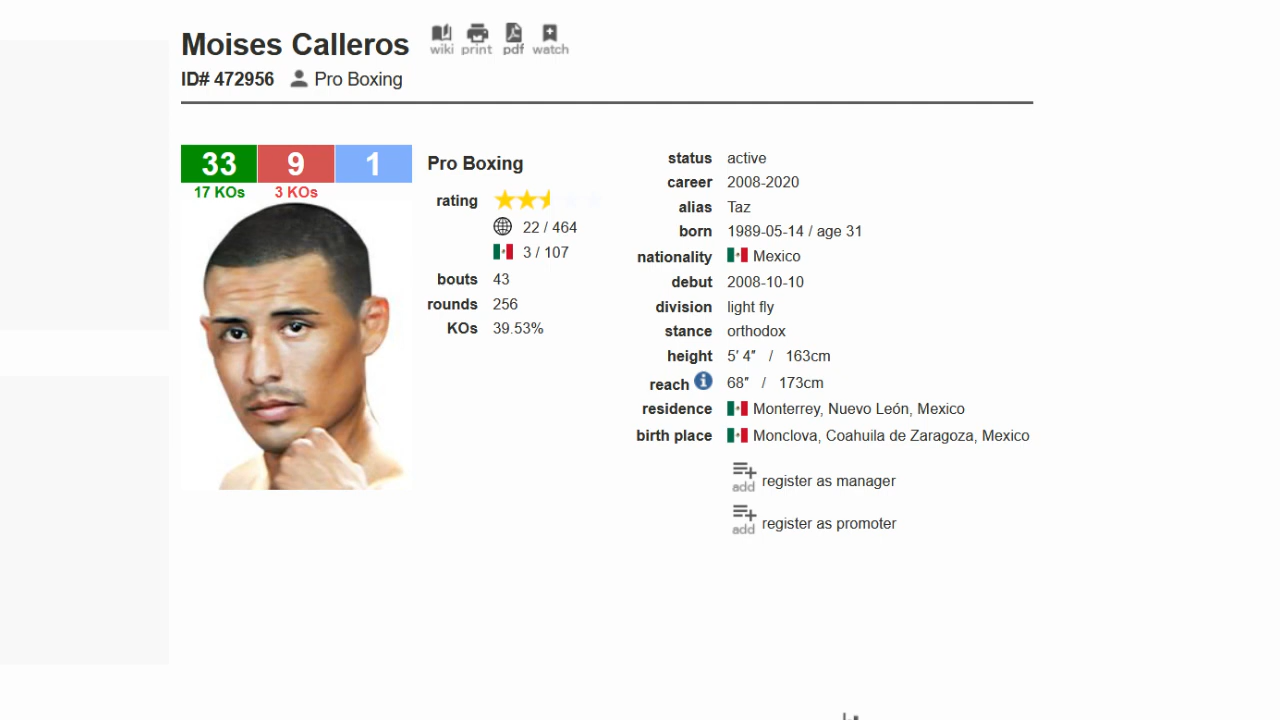 Moises Calleros
wiki print pdf watch
ID# 472956 Pro Boxing
33 9 1
17 KOs 3 KOs
Pro Boxing
rating
22 / 464
3 / 107
bouts 43
rounds 256
KOs 39.53%
status active
career 2008-2020
alias Taz
born 1989-05-14 / age 31
nationality Mexico
debut 2008-10-10
division light fly
stance orthodox
height 5′ 4″ / 163cm
reach 68″ / 173cm
residence Monterrey, Nuevo León, Mexico
birth place Monclova, Coahuila de Zaragoza, Mexico
add register as manager
add register as promoter